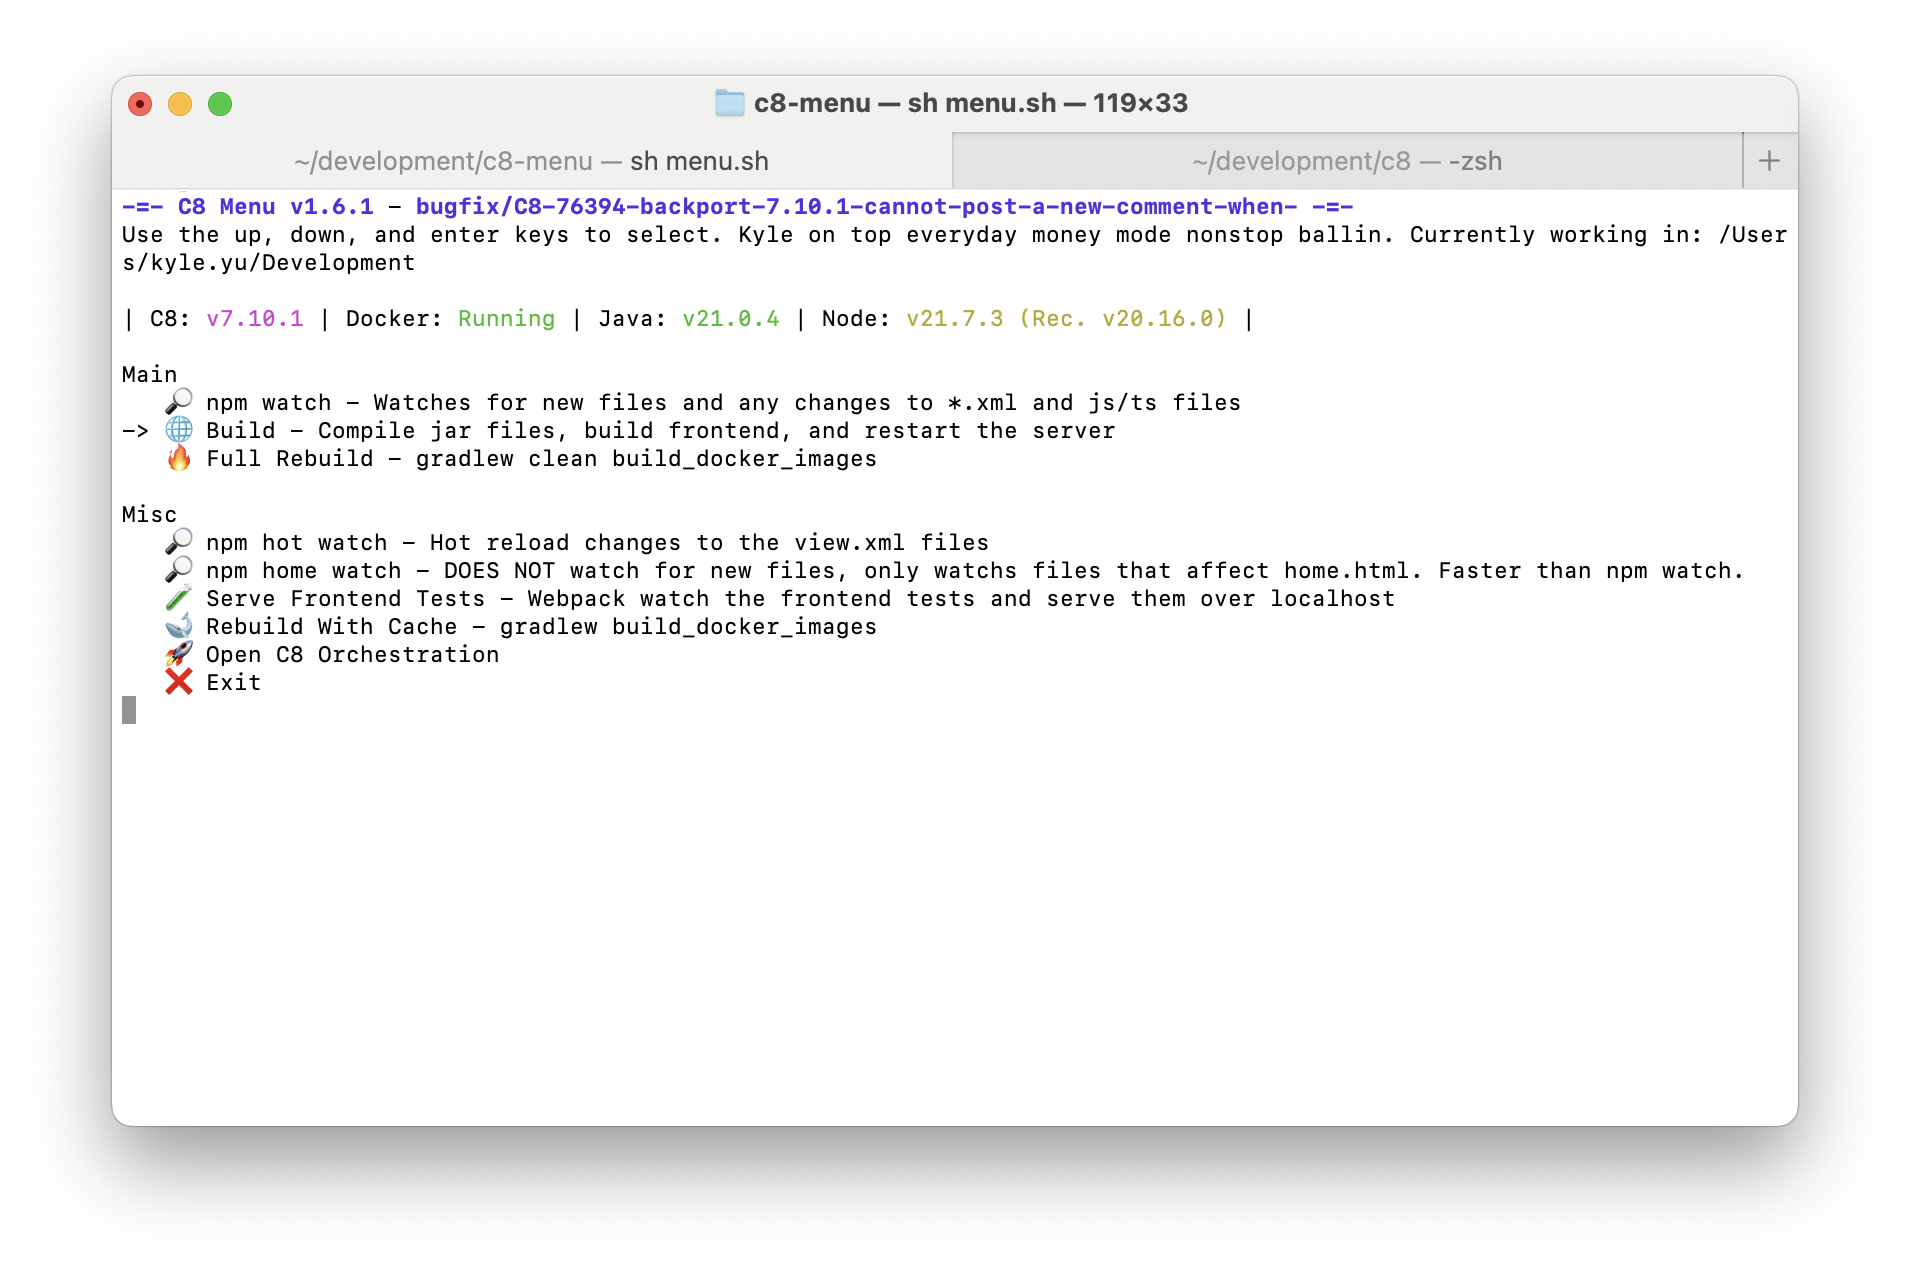 c8-menu — sh menu.sh — 119×33
~/development/c8-menu — sh menu.sh
~/development/c8 — -zsh
-=- C8 Menu v1.6.1 - bugfix/C8-76394-backport-7.10.1-cannot-post-a-new-comment-when- -=-
Use the up, down, and enter keys to select. Kyle on top everyday money mode nonstop ballin. Currently working in: /User
s/kyle.yu/Development
| C8: v7.10.1 | Docker: Running | Java: v21.0.4 | Node: v21.7.3 (Rec. v20.16.0) |
Main
🔎 npm watch - Watches for new files and any changes to *.xml and js/ts files
-> 🌐 Build - Compile jar files, build frontend, and restart the server
🔥 Full Rebuild - gradlew clean build_docker_images
Misc
🔎 npm hot watch - Hot reload changes to the view.xml files
🔎 npm home watch - DOES NOT watch for new files, only watchs files that affect home.html. Faster than npm watch.
🧪 Serve Frontend Tests - Webpack watch the frontend tests and serve them over localhost
🐋 Rebuild With Cache - gradlew build_docker_images
🚀 Open C8 Orchestration
❌ Exit